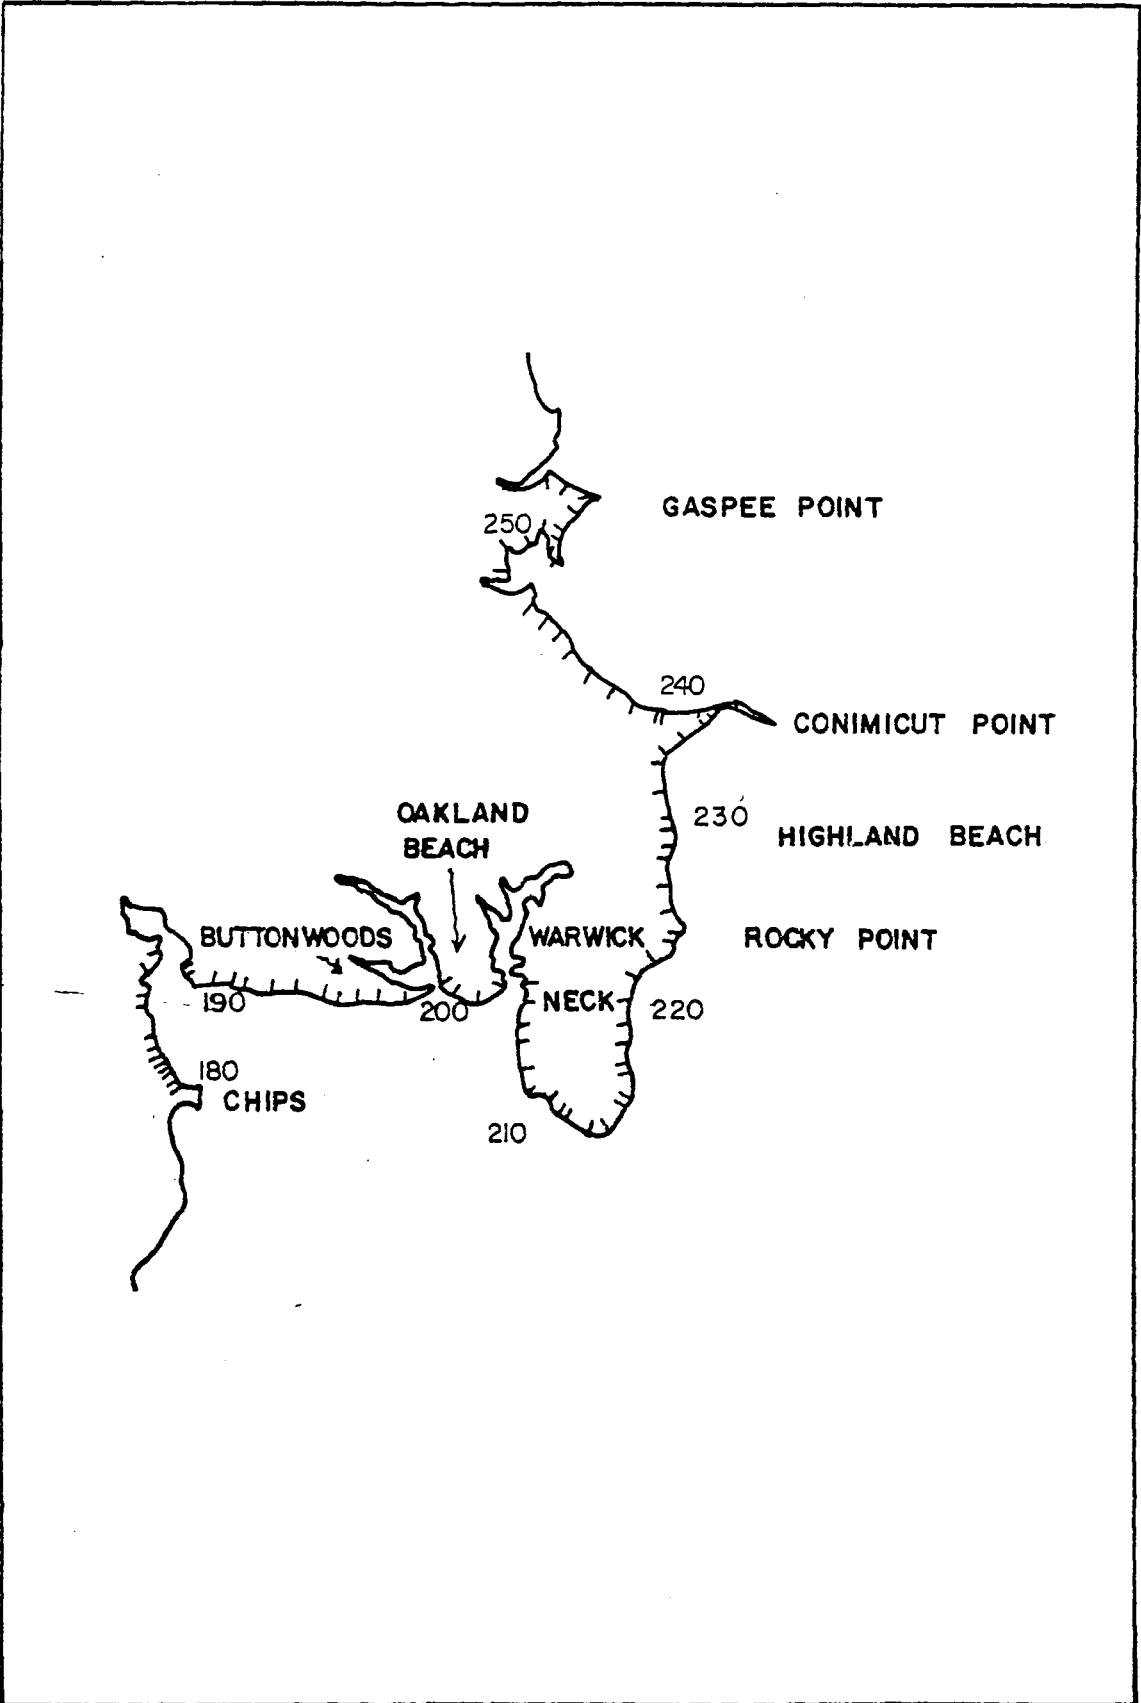 GASPEE POINT
250
240
CONIMICUT POINT
230
HIGHLAND BEACH
OAKLAND
BEACH
BUTTONWOODS
WARWICK
ROCKY POINT
190
200
NECK
220
180
CHIPS
210